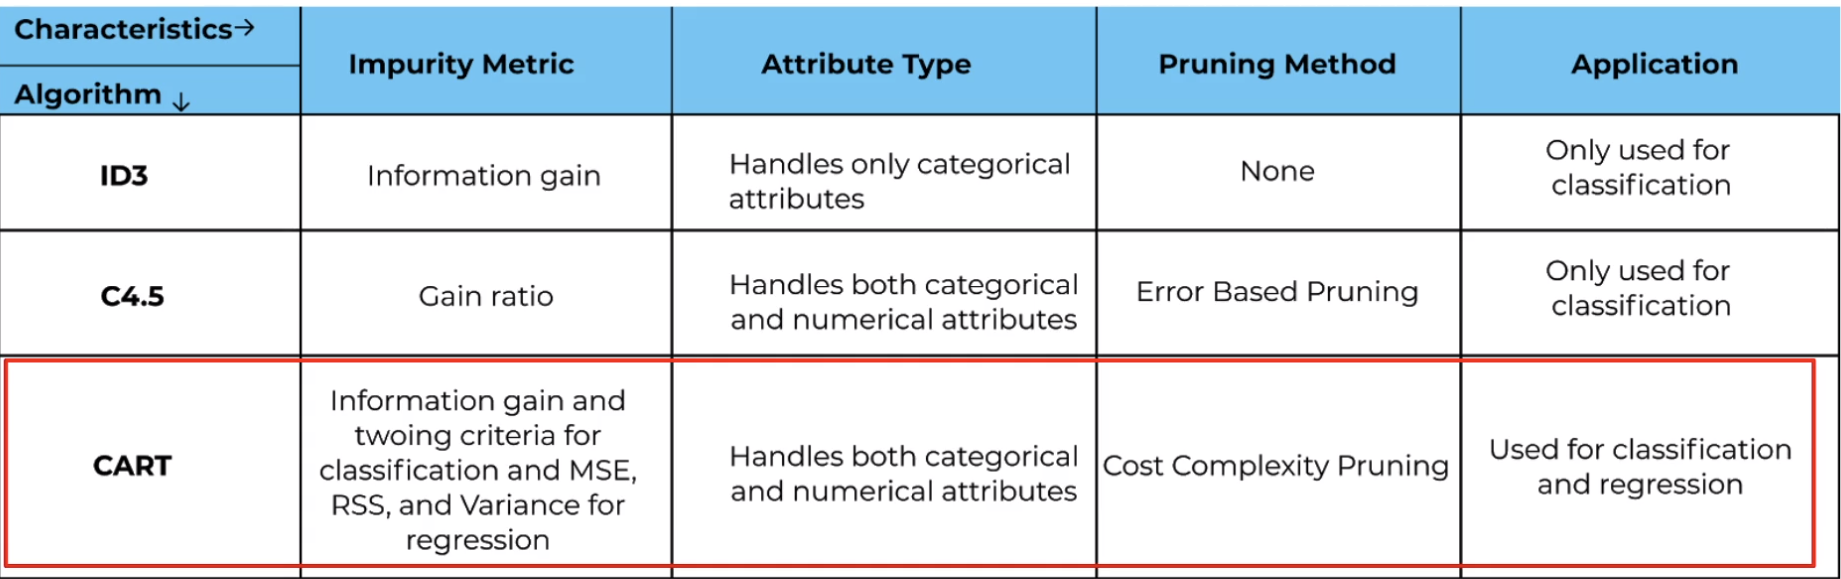 Characteristics→
Algorithm ↓
Impurity Metric
Attribute Type
Pruning Method
Application
ID3
Information gain
Handles only categorical
attributes
None
Only used for
classification
C4.5
Gain ratio
Handles both categorical
and numerical attributes
Error Based Pruning
Only used for
classification
CART
Information gain and
twoing criteria for
classification and MSE,
RSS, and Variance for
regression
Handles both categorical
and numerical attributes
Cost Complexity Pruning
Used for classification
and regression